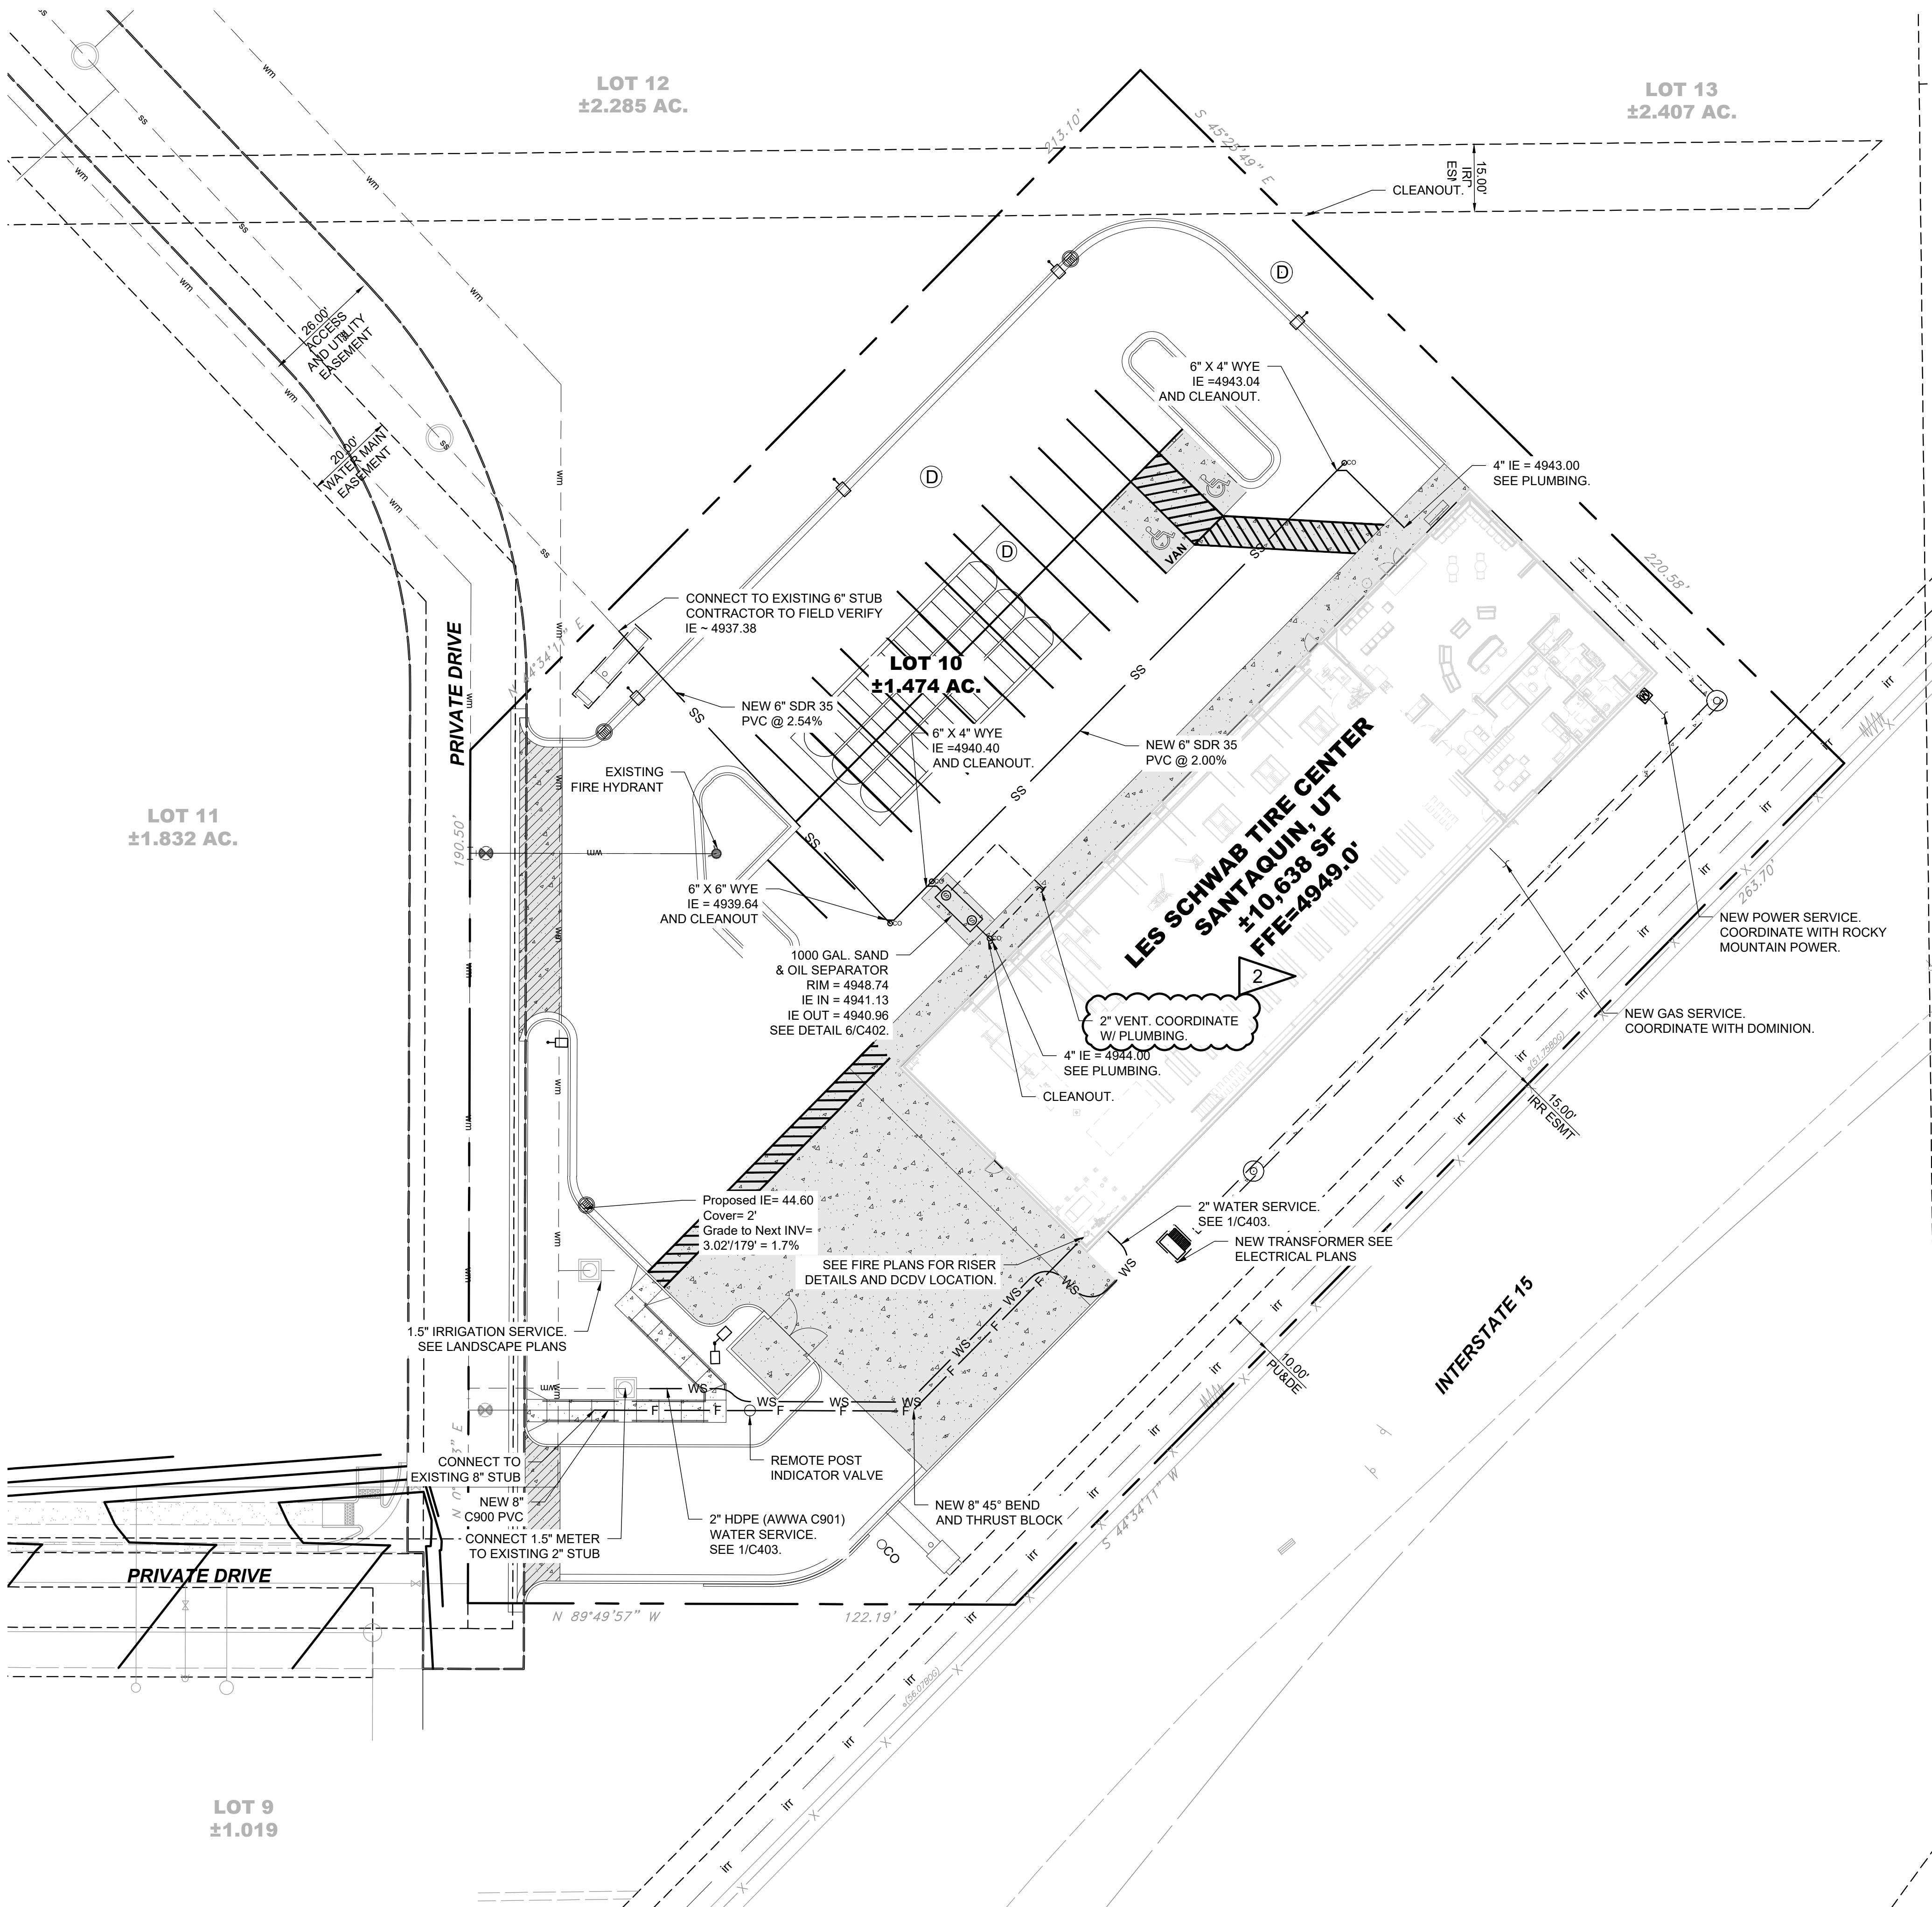 LOT 12
±2.285 AC.
LOT 13
±2.407 AC.
213.10'
S 45°25'49" E
15.00'
IRR
CLEANOUT.
26.00'
ACCESS
AND UTILITY
EASEMENT
20.00'
WATER MAIN
EASEMENT
6" X 4" WYE
IE =4943.04
AND CLEANOUT.
4" IE = 4943.00
SEE PLUMBING.
VAN
D
D
D
CONNECT TO EXISTING 6" STUB
CONTRACTOR TO FIELD VERIFY
IE ~ 4937.38
220.58'
PRIVATE DRIVE
LOT 10
±1.474 AC.
NEW 6" SDR 35
PVC @ 2.54%
6" X 4" WYE
IE =4940.40
AND CLEANOUT.
NEW 6" SDR 35
PVC @ 2.00%
EXISTING
FIRE HYDRANT
LES SCHWAB TIRE CENTER
SANTAQUIN, UT
±10,638 SF
FFE=4949.0'
LOT 11
±1.832 AC.
190.50'
6" X 6" WYE
IE = 4939.64
AND CLEANOUT
263.70'
NEW POWER SERVICE.
COORDINATE WITH ROCKY
MOUNTAIN POWER.
1000 GAL. SAND
& OIL SEPARATOR
RIM = 4948.74
IE IN = 4941.13
IE OUT = 4940.96
SEE DETAIL 6/C402.
2
2" VENT. COORDINATE
W/ PLUMBING.
NEW GAS SERVICE.
COORDINATE WITH DOMINION.
4" IE = 4944.00
SEE PLUMBING.
CLEANOUT.
15.00'
IRR ESMT
Proposed IE= 44.60
Cover= 2'
Grade to Next INV=
3.02'/179' = 1.7%
2" WATER SERVICE.
SEE 1/C403.
NEW TRANSFORMER SEE
ELECTRICAL PLANS
SEE FIRE PLANS FOR RISER
DETAILS AND DCDV LOCATION.
1.5" IRRIGATION SERVICE.
SEE LANDSCAPE PLANS
10.00'
PU&DE
INTERSTATE 15
CONNECT TO
EXISTING 8" STUB
REMOTE POST
INDICATOR VALVE
NEW 8"
C900 PVC
CONNECT 1.5" METER
TO EXISTING 2" STUB
2" HDPE (AWWA C901)
WATER SERVICE.
SEE 1/C403.
NEW 8" 45° BEND
AND THRUST BLOCK
CO
S 44°34'11" W
PRIVATE DRIVE
N 89°49'57" W
122.19'
LOT 9
±1.019